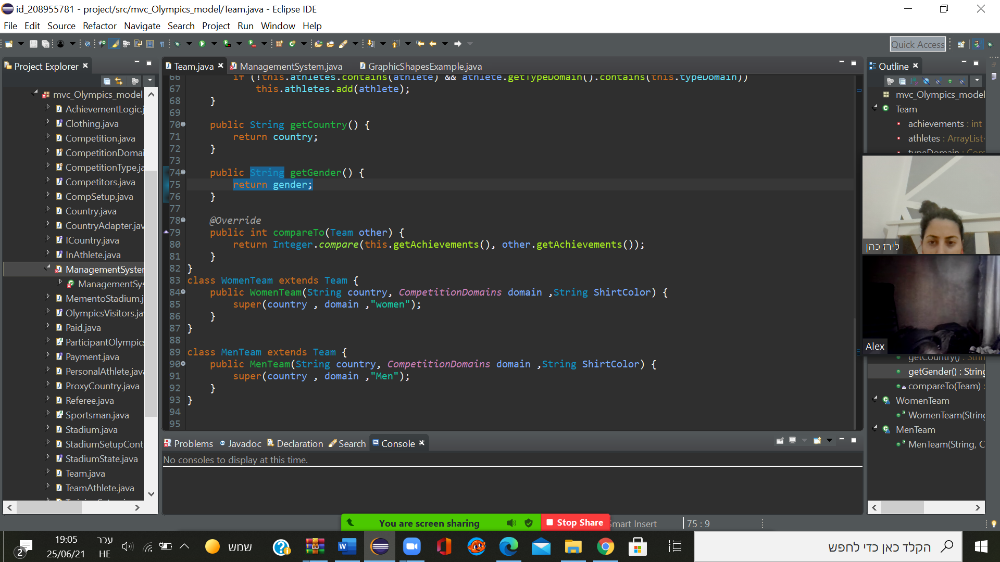 id_208955781 - project/src/mvc_Olympics_model/Team.java - Eclipse IDE
File Edit Source Refactor Navigate Search Project Run Window Help
Quick Access
Project Explorer
mvc_Olympics_model
AchievementLogic.j
Clothing.java
Competition.java
CompetitionDomai
CompetitionType.ja
Competitors.java
CompSetup.java
Country.java
CountryAdapter.jav
ICountry.java
InAthlete.java
ManagementSyster
ManagementSys
MementoStadium.j
OlympicsVisitors.jav
Paid.java
ParticipantOlympics
Payment.java
PersonalAthlete.java
ProxyCountry.java
Referee.java
Sportsman.java
Stadium.java
StadiumSetupContr
StadiumState.java
Team.java
TeamAthlete.java
Team.java ManagementSystem.java GraphicShapesExample.java
66 if (!this.athletes.contains(athlete) && athlete.getTypeDomain().contains(this.typeDomain))
67 this.athletes.add(athlete);
68 }
69
70 public String getCountry() {
71 return country;
72 }
73
74 public String getGender() {
75 return gender;
76 }
77
78 @Override
79 public int compareTo(Team other) {
80 return Integer.compare(this.getAchievements(), other.getAchievements());
81 }
82 }
83 class WomenTeam extends Team {
84 public WomenTeam(String country, CompetitionDomains domain ,String ShirtColor) {
85 super(country , domain ,"women");
86 }
87 }
88
89 class MenTeam extends Team {
90 public MenTeam(String country, CompetitionDomains domain ,String ShirtColor) {
91 super(country , domain ,"Men");
92 }
93 }
94
95
Problems Javadoc Declaration Search Console
No consoles to display at this time.
Outline
mvc_Olympics_model
Team
achievements : int
athletes : ArrayList
typeDomain : Com
לירז כהן
Alex
getCountry() : Strin
getGender() : String
compareTo(Team) :
WomenTeam
WomenTeam(String
MenTeam
MenTeam(String, C
You are screen sharing Stop Share
Smart Insert 75 : 9
2
19:05
25/06/21
עבר
HE
שמש
הקלד כאן כדי לחפש